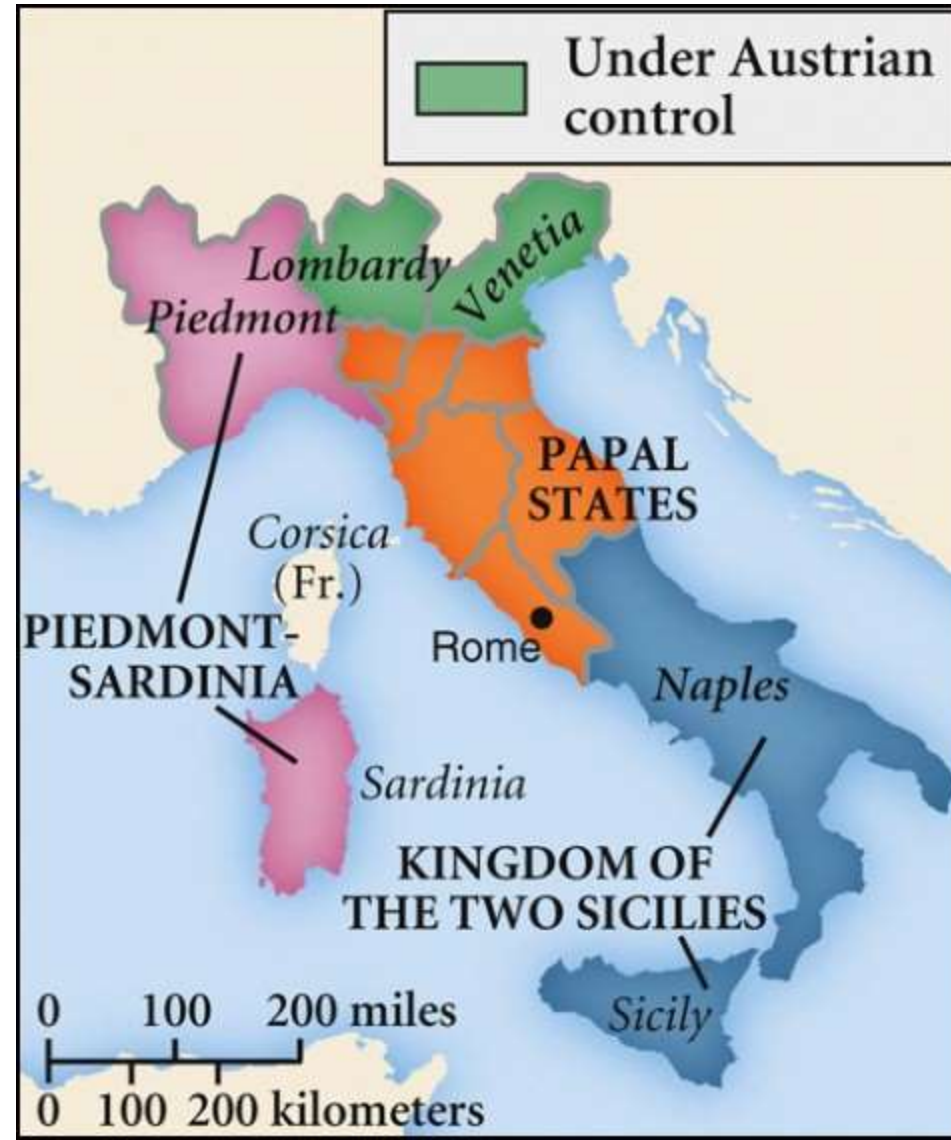 Under Austrian
control
Lombardy
Venetia
Piedmont
PAPAL
STATES
Corsica
(Fr.)
PIEDMONT-
SARDINIA
Rome
Naples
Sardinia
KINGDOM OF
THE TWO SICILIES
Sicily
0 100 200 miles
0 100 200 kilometers